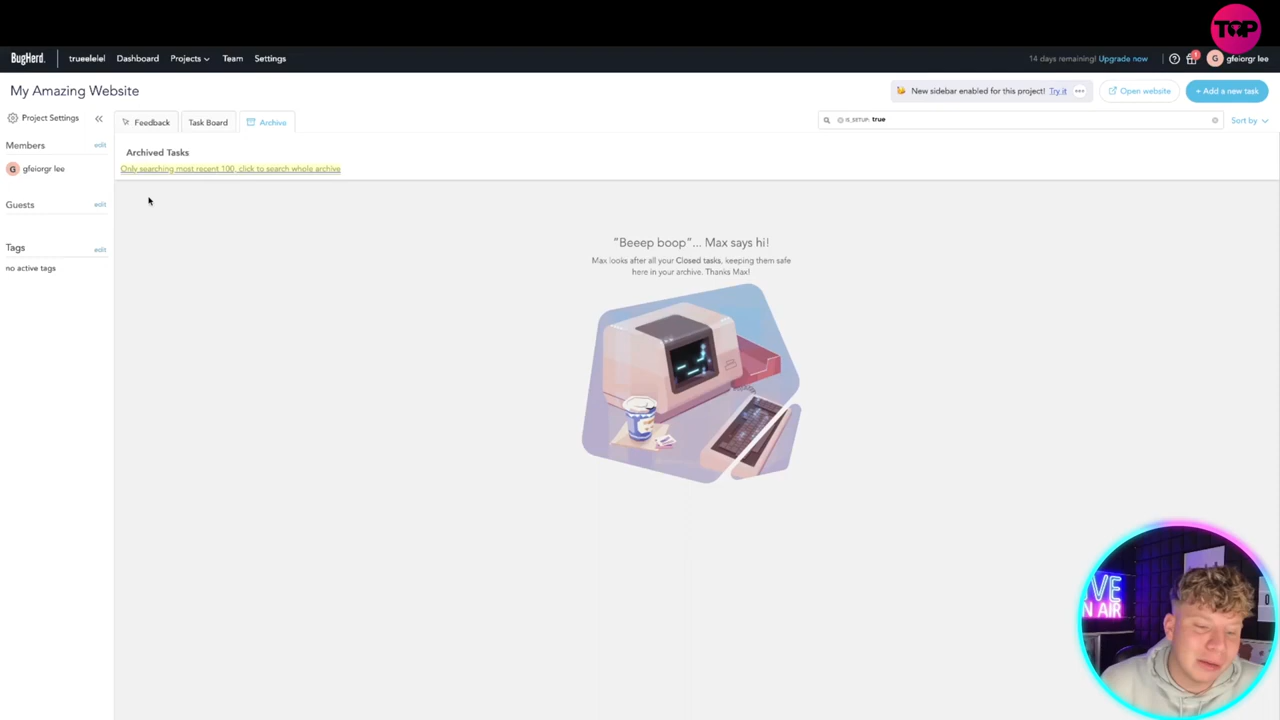 TOP
BugHerd. trueelelel Dashboard Projects Team Settings 14 days remaining! Upgrade now 1 G gfeiorgr lee
My Amazing Website New sidebar enabled for this project! Try it Open website + Add a new task
Project Settings Feedback Task Board Archive IS_SETUP: true Sort by
Members edit
G gfeiorgr lee
Guests edit
Tags edit
no active tags
Archived Tasks
Only searching most recent 100, click to search whole archive
"Beeep boop"... Max says hi!
Max looks after all your Closed tasks, keeping them safe
here in your archive. Thanks Max!